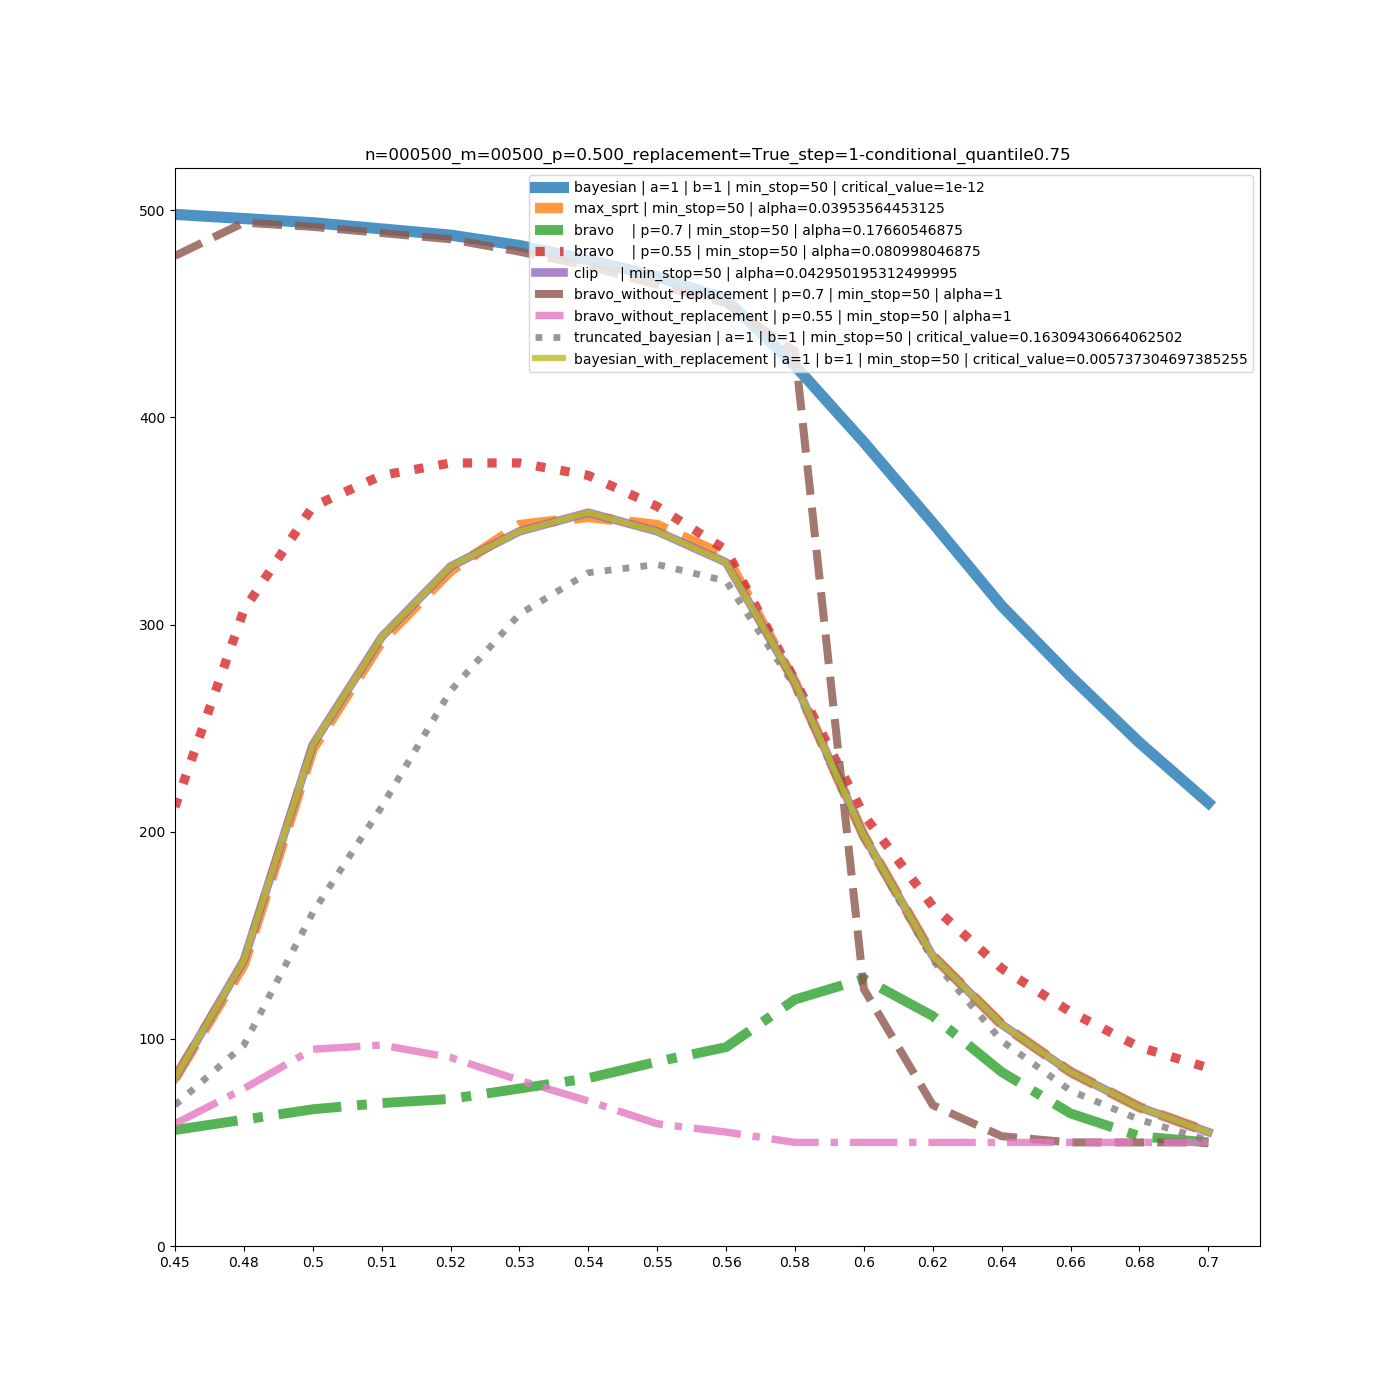 n=000500_m=00500_p=0.500_replacement=True_step=1-conditional_quantile0.75
bayesian | a=1 | b=1 | min_stop=50 | critical_value=1e-12
max_sprt | min_stop=50 | alpha=0.03953564453125
bravo    | p=0.7 | min_stop=50 | alpha=0.17660546875
bravo    | p=0.55 | min_stop=50 | alpha=0.080998046875
clip     | min_stop=50 | alpha=0.042950195312499995
bravo_without_replacement | p=0.7 | min_stop=50 | alpha=1
bravo_without_replacement | p=0.55 | min_stop=50 | alpha=1
truncated_bayesian | a=1 | b=1 | min_stop=50 | critical_value=0.16309430664062502
bayesian_with_replacement | a=1 | b=1 | min_stop=50 | critical_value=0.005737304697385255
500
400
300
200
100
0
0.45 0.48 0.5 0.51 0.52 0.53 0.54 0.55 0.56 0.58 0.6 0.62 0.64 0.66 0.68 0.7